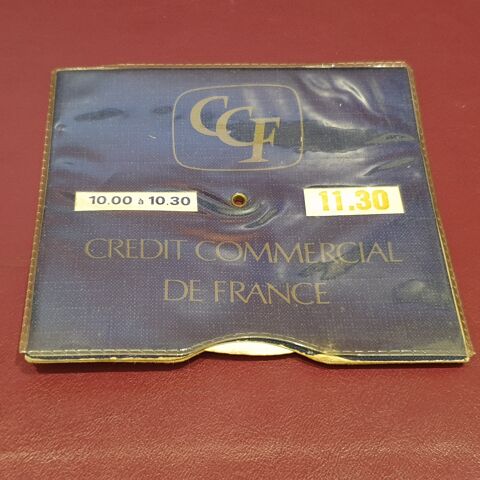 CCF
10.00 à 10.30
11.30
CREDIT COMMERCIAL
DE FRANCE